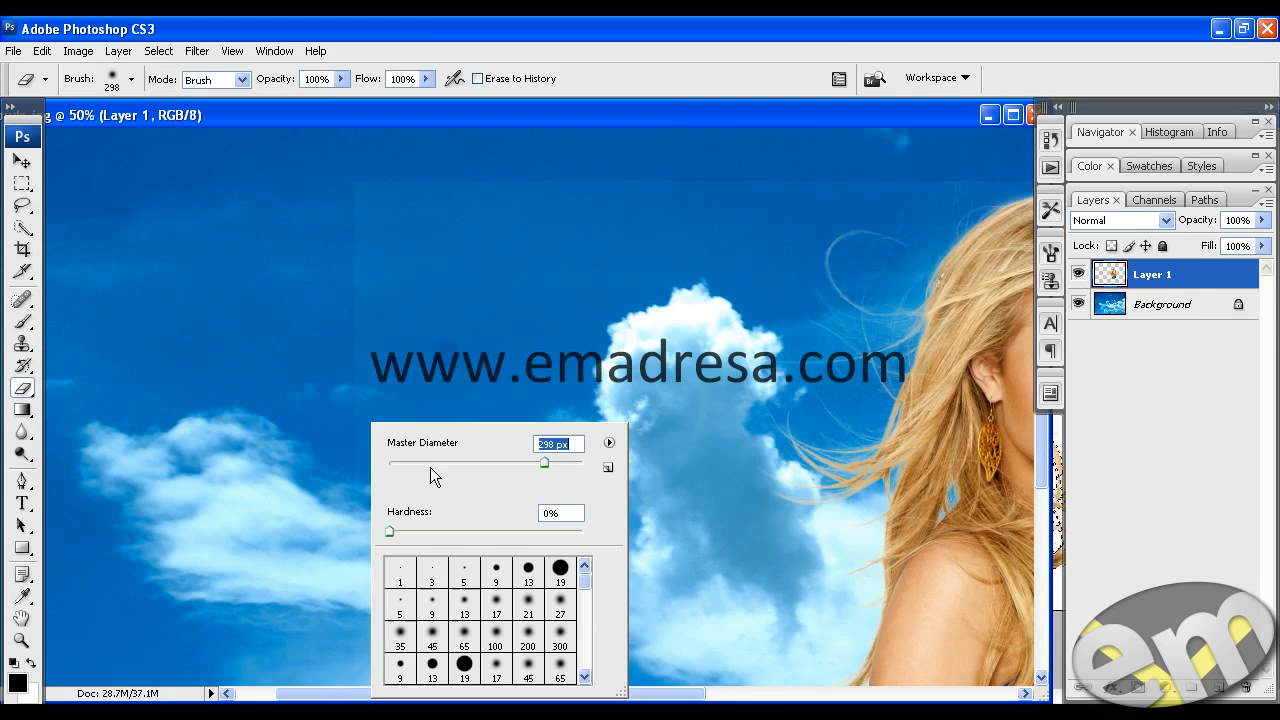 Ps Adobe Photoshop CS3
File Edit Image Layer Select Filter View Window Help
Brush: 298 Mode: Brush Opacity: 100% Flow: 100% Erase to History Br Workspace
@ 50% (Layer 1, RGB/8)
Ps
T
Navigator Histogram Info
Color Swatches Styles
Layers Channels Paths
Normal Opacity: 100%
Lock: Fill: 100%
Layer 1
Background
A
www.emadresa.com
Master Diameter 298 px
Hardness: 0%
1 3 5 9 13 19
5 9 13 17 21 27
35 45 65 100 200 300
9 13 19 17 45 65
Doc: 28.7M/37.1M
em